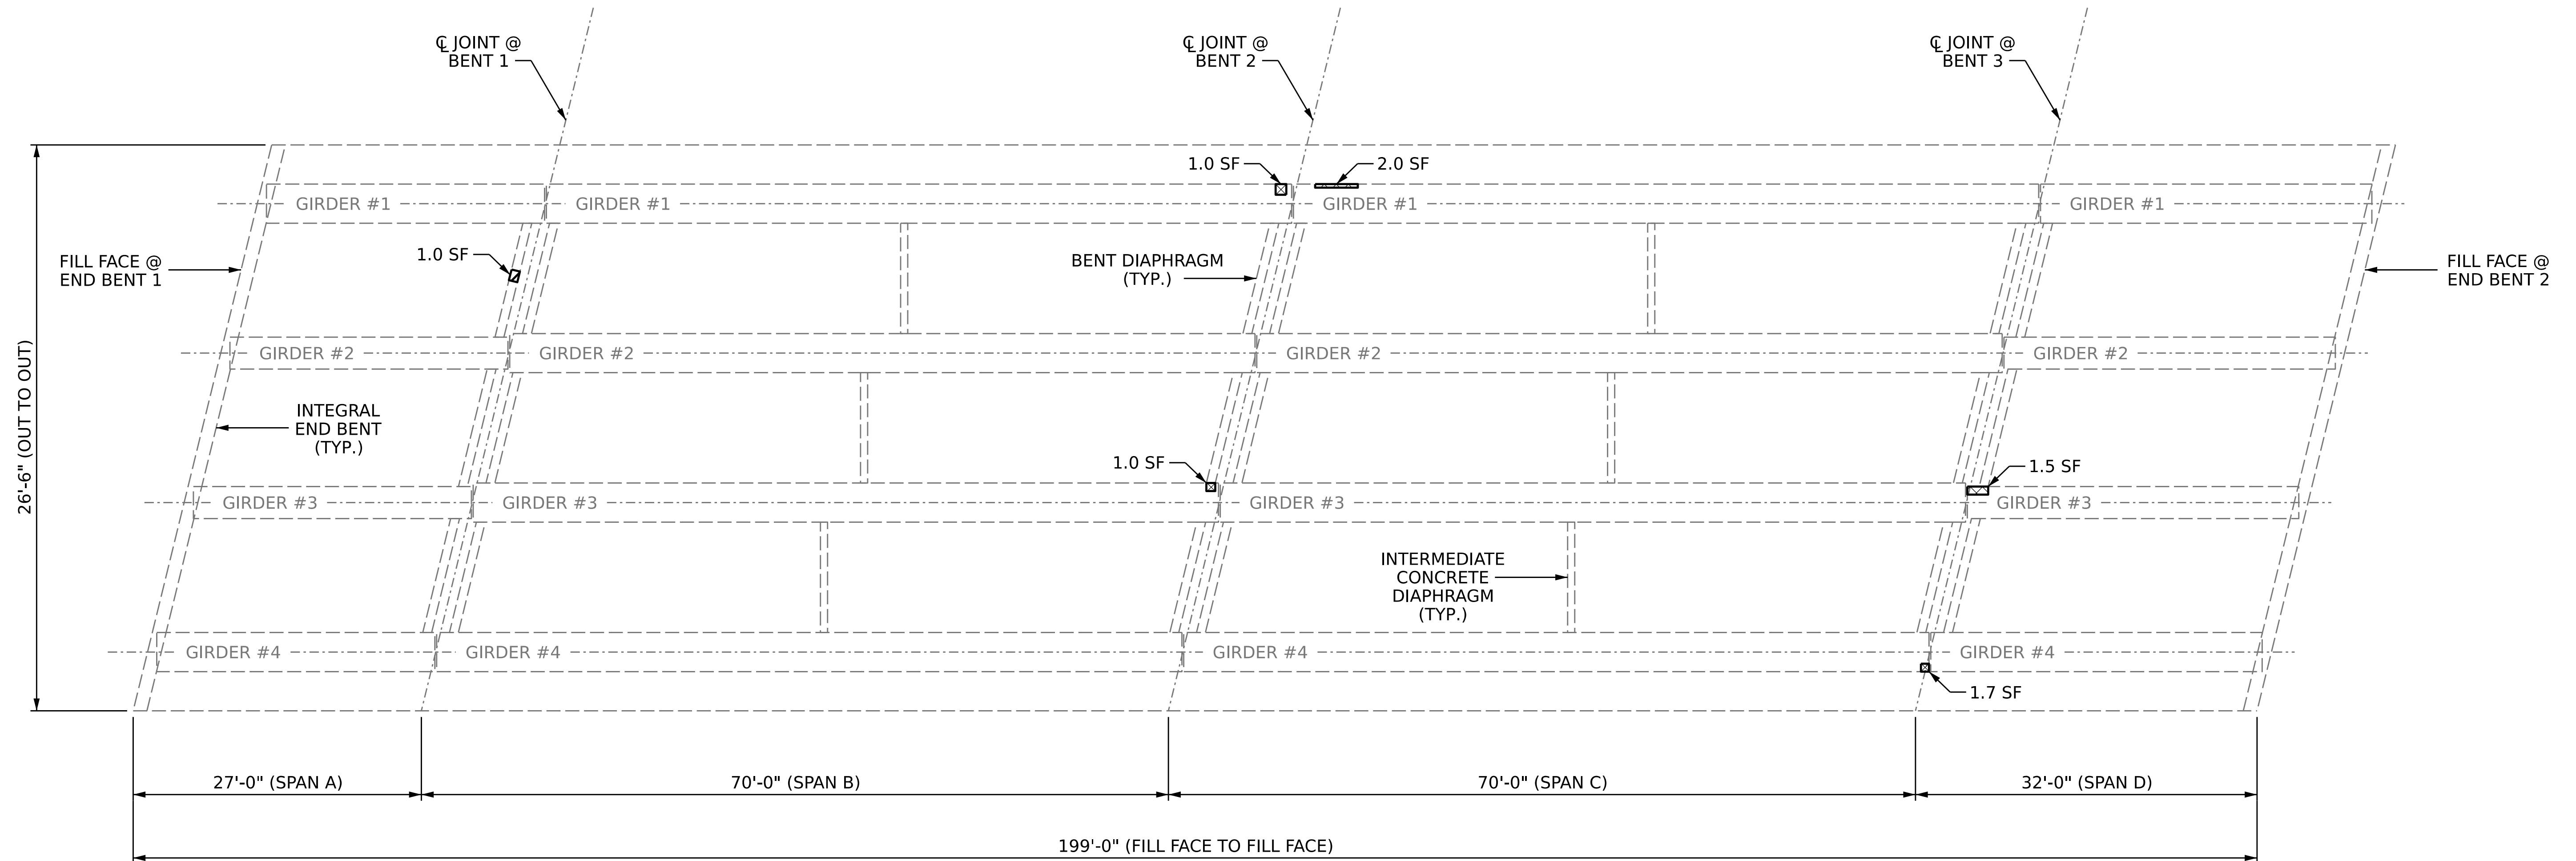 ℄ JOINT @
BENT 1
℄ JOINT @
BENT 2
℄ JOINT @
BENT 3
1.0 SF
2.0 SF
GIRDER #1
GIRDER #1
GIRDER #1
GIRDER #1
1.0 SF
FILL FACE @
END BENT 1
BENT DIAPHRAGM
(TYP.)
FILL FACE @
END BENT 2
GIRDER #2
GIRDER #2
GIRDER #2
GIRDER #2
26'-6" (OUT TO OUT)
INTEGRAL
END BENT
(TYP.)
1.0 SF
1.5 SF
GIRDER #3
GIRDER #3
GIRDER #3
GIRDER #3
INTERMEDIATE
CONCRETE
DIAPHRAGM
(TYP.)
GIRDER #4
GIRDER #4
GIRDER #4
GIRDER #4
1.7 SF
27'-0" (SPAN A)
70'-0" (SPAN B)
70'-0" (SPAN C)
32'-0" (SPAN D)
199'-0" (FILL FACE TO FILL FACE)